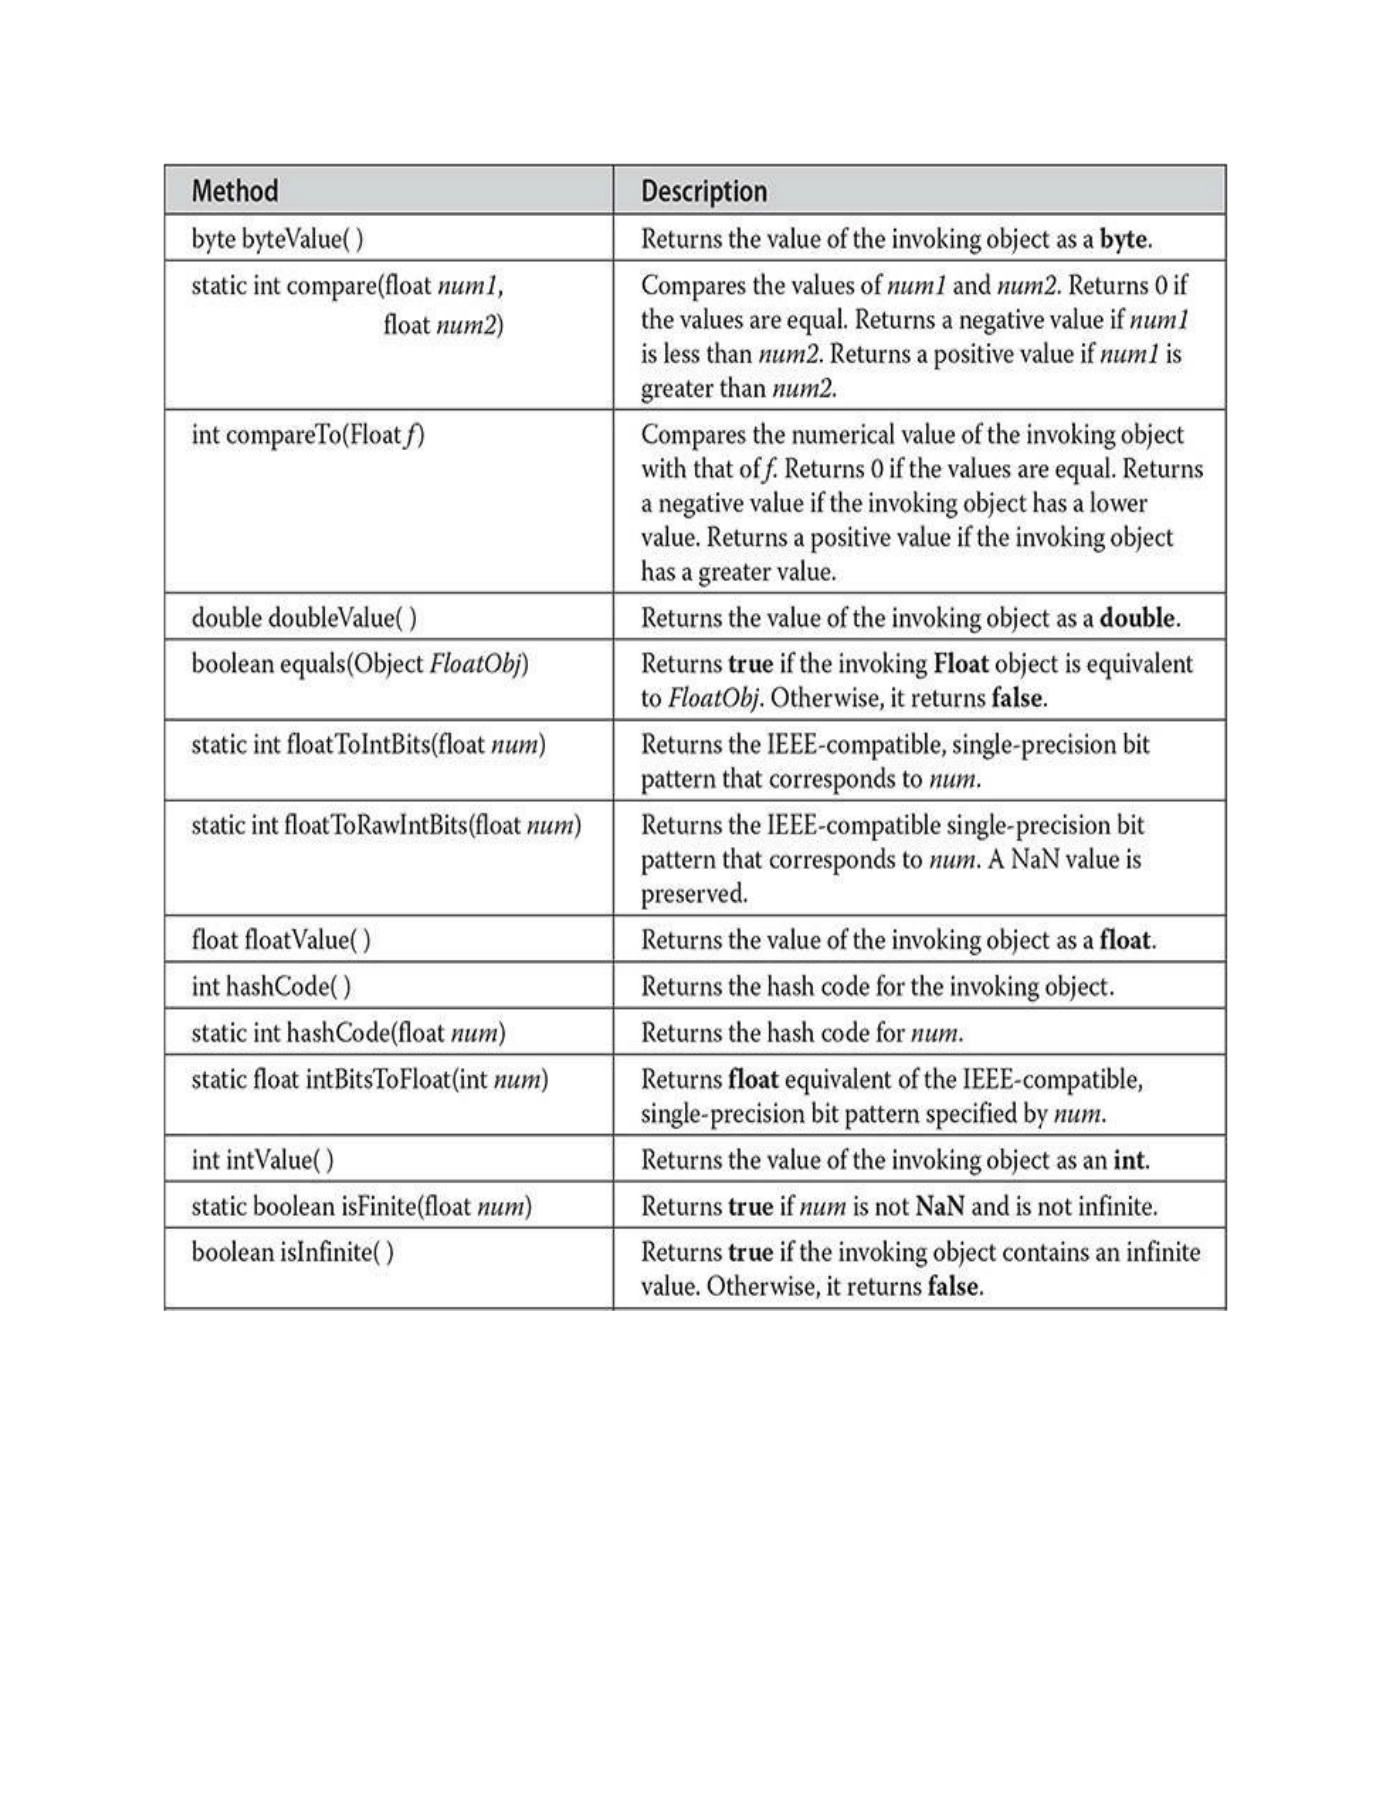 Method Description
byte byteValue( ) Returns the value of the invoking object as a byte.
static int compare(float num1, Compares the values of num1 and num2. Returns 0 if
float num2) the values are equal. Returns a negative value if num1
is less than num2. Returns a positive value if num1 is
greater than num2.
int compareTo(Float f) Compares the numerical value of the invoking object
with that of f. Returns 0 if the values are equal. Returns
a negative value if the invoking object has a lower
value. Returns a positive value if the invoking object
has a greater value.
double doubleValue( ) Returns the value of the invoking object as a double.
boolean equals(Object FloatObj) Returns true if the invoking Float object is equivalent
to FloatObj. Otherwise, it returns false.
static int floatToIntBits(float num) Returns the IEEE-compatible, single-precision bit
pattern that corresponds to num.
static int floatToRawIntBits(float num) Returns the IEEE-compatible single-precision bit
pattern that corresponds to num. A NaN value is
preserved.
float floatValue( ) Returns the value of the invoking object as a float.
int hashCode( ) Returns the hash code for the invoking object.
static int hashCode(float num) Returns the hash code for num.
static float intBitsToFloat(int num) Returns float equivalent of the IEEE-compatible,
single-precision bit pattern specified by num.
int intValue( ) Returns the value of the invoking object as an int.
static boolean isFinite(float num) Returns true if num is not NaN and is not infinite.
boolean isInfinite( ) Returns true if the invoking object contains an infinite
value. Otherwise, it returns false.